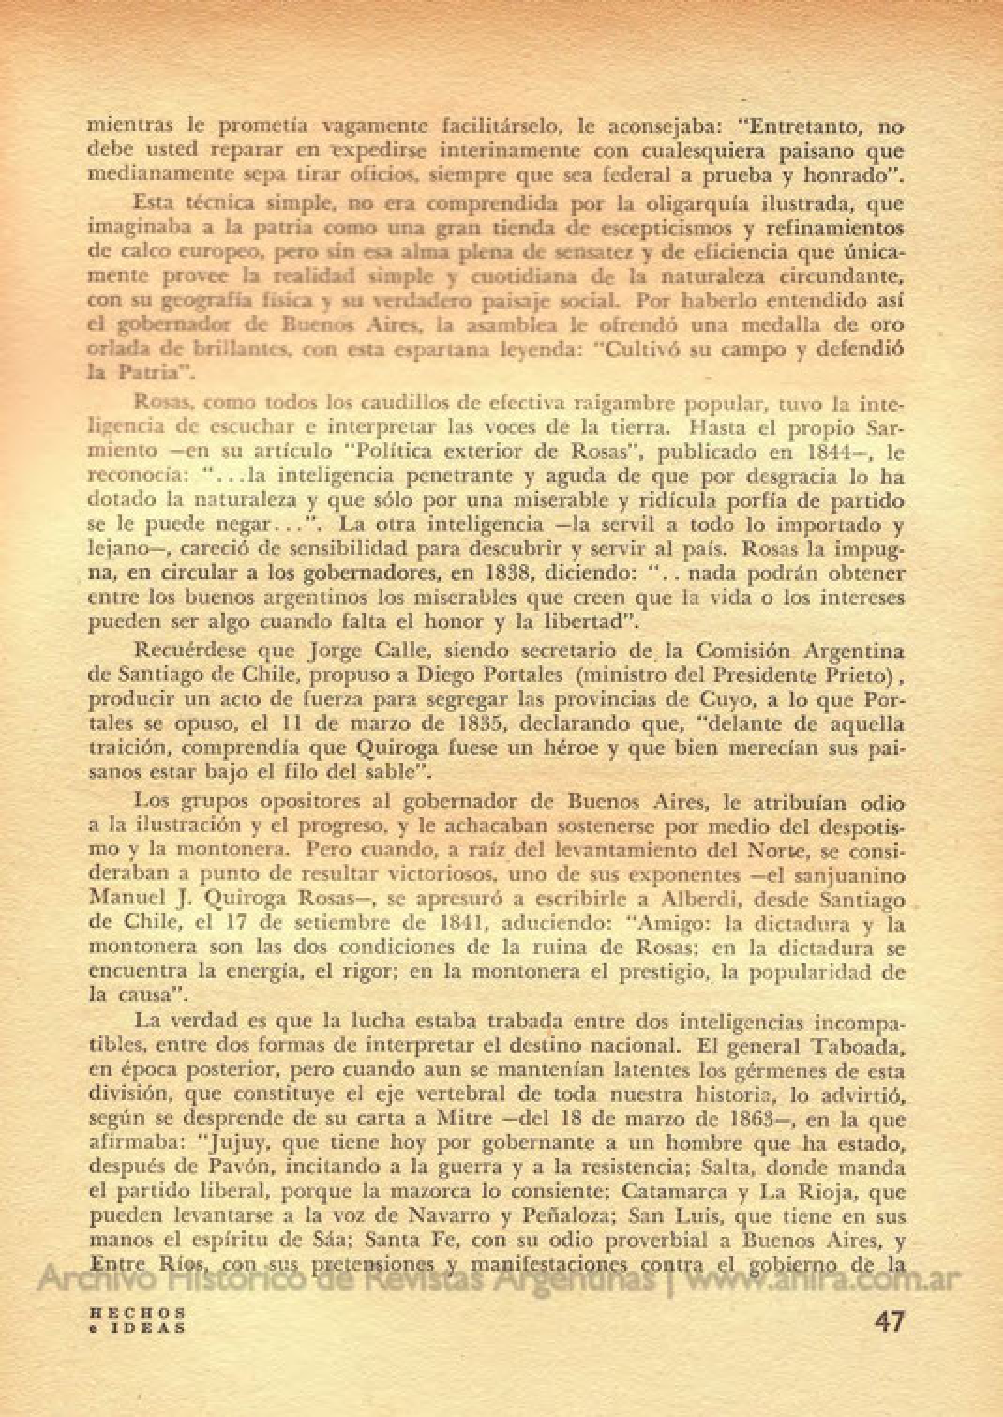 mientras le prometía vagamente facilitárselo, le aconsejaba: "Entretanto, no
debe usted reparar en expedirse interinamente con cualesquiera paisano que
medianamente sepa tirar oficios, siempre que sea federal a prueba y honrado".
Esta técnica simple, no era comprendida por la oligarquía ilustrada, que
imaginaba a la patria como una gran tienda de escepticismos y refinamientos
de calco europeo, pero sin esa alma plena de sensatez y de eficiencia que única-
mente provee la realidad simple y cuotidiana de la naturaleza circundante,
con su geografía física y su verdadero paisaje social. Por haberlo entendido así
el gobernador de Buenos Aires, la asamblea le ofrendó una medalla de oro
orlada de brillantes, con esta espartana leyenda: "Cultivó su campo y defendió
la Patria".
Rosas, como todos los caudillos de efectiva raigambre popular, tuvo la inte-
ligencia de escuchar e interpretar las voces de la tierra. Hasta el propio Sar-
miento —en su artículo "Política exterior de Rosas", publicado en 1844—, le
reconocía: "...la inteligencia penetrante y aguda de que por desgracia lo ha
dotado la naturaleza y que sólo por una miserable y ridícula porfía de partido
se le puede negar...". La otra inteligencia —la servil a todo lo importado y
lejano—, careció de sensibilidad para descubrir y servir al país. Rosas la impug-
na, en circular a los gobernadores, en 1838, diciendo: ".. nada podrán obtener
entre los buenos argentinos los miserables que creen que la vida o los intereses
pueden ser algo cuando falta el honor y la libertad".
Recuérdese que Jorge Calle, siendo secretario de la Comisión Argentina
de Santiago de Chile, propuso a Diego Portales (ministro del Presidente Prieto),
producir un acto de fuerza para segregar las provincias de Cuyo, a lo que Por-
tales se opuso, el 11 de marzo de 1835, declarando que, "delante de aquella
traición, comprendía que Quiroga fuese un héroe y que bien merecían sus pai-
sanos estar bajo el filo del sable".
Los grupos opositores al gobernador de Buenos Aires, le atribuían odio
a la ilustración y el progreso, y le achacaban sostenerse por medio del despotis-
mo y la montonera. Pero cuando, a raíz del levantamiento del Norte, se consi-
deraban a punto de resultar victoriosos, uno de sus exponentes —el sanjuanino
Manuel J. Quiroga Rosas—, se apresuró a escribirle a Alberdi, desde Santiago
de Chile, el 17 de setiembre de 1841, aduciendo: "Amigo: la dictadura y la
montonera son las dos condiciones de la ruina de Rosas; en la dictadura se
encuentra la energía, el rigor; en la montonera el prestigio, la popularidad de
la causa".
La verdad es que la lucha estaba trabada entre dos inteligencias incompa-
tibles, entre dos formas de interpretar el destino nacional. El general Taboada,
en época posterior, pero cuando aun se mantenían latentes los gérmenes de esta
división, que constituye el eje vertebral de toda nuestra historia, lo advirtió,
según se desprende de su carta a Mitre —del 18 de marzo de 1863—, en la que
afirmaba: "Jujuy, que tiene hoy por gobernante a un hombre que ha estado,
después de Pavón, incitando a la guerra y a la resistencia; Salta, donde manda
el partido liberal, porque la mazorca lo consiente; Catamarca y La Rioja, que
pueden levantarse a la voz de Navarro y Peñaloza; San Luis, que tiene en sus
manos el espíritu de Sáa; Santa Fe, con su odio proverbial a Buenos Aires, y
Entre Ríos, con sus pretensiones y manifestaciones contra el gobierno de la
Archivo Histórico de Revistas Argentinas | www.ahira.com.ar
HECHOS
e IDEAS
47